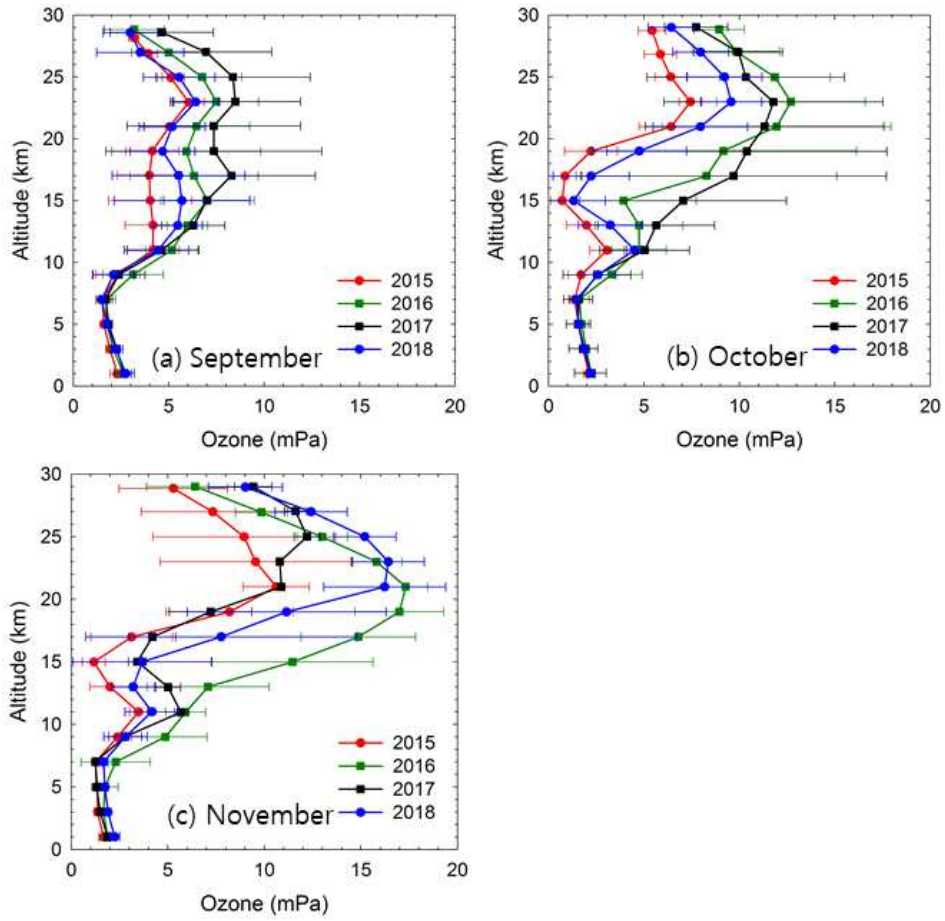 30
25
20
15
10
5
0
Altitude (km)
2015
2016
2017
2018
(a) September
0 5 10 15 20
Ozone (mPa)
30
25
20
15
10
5
0
Altitude (km)
2015
2016
2017
2018
(b) October
0 5 10 15 20
Ozone (mPa)
30
25
20
15
10
5
0
Altitude (km)
2015
2016
2017
2018
(c) November
0 5 10 15 20
Ozone (mPa)